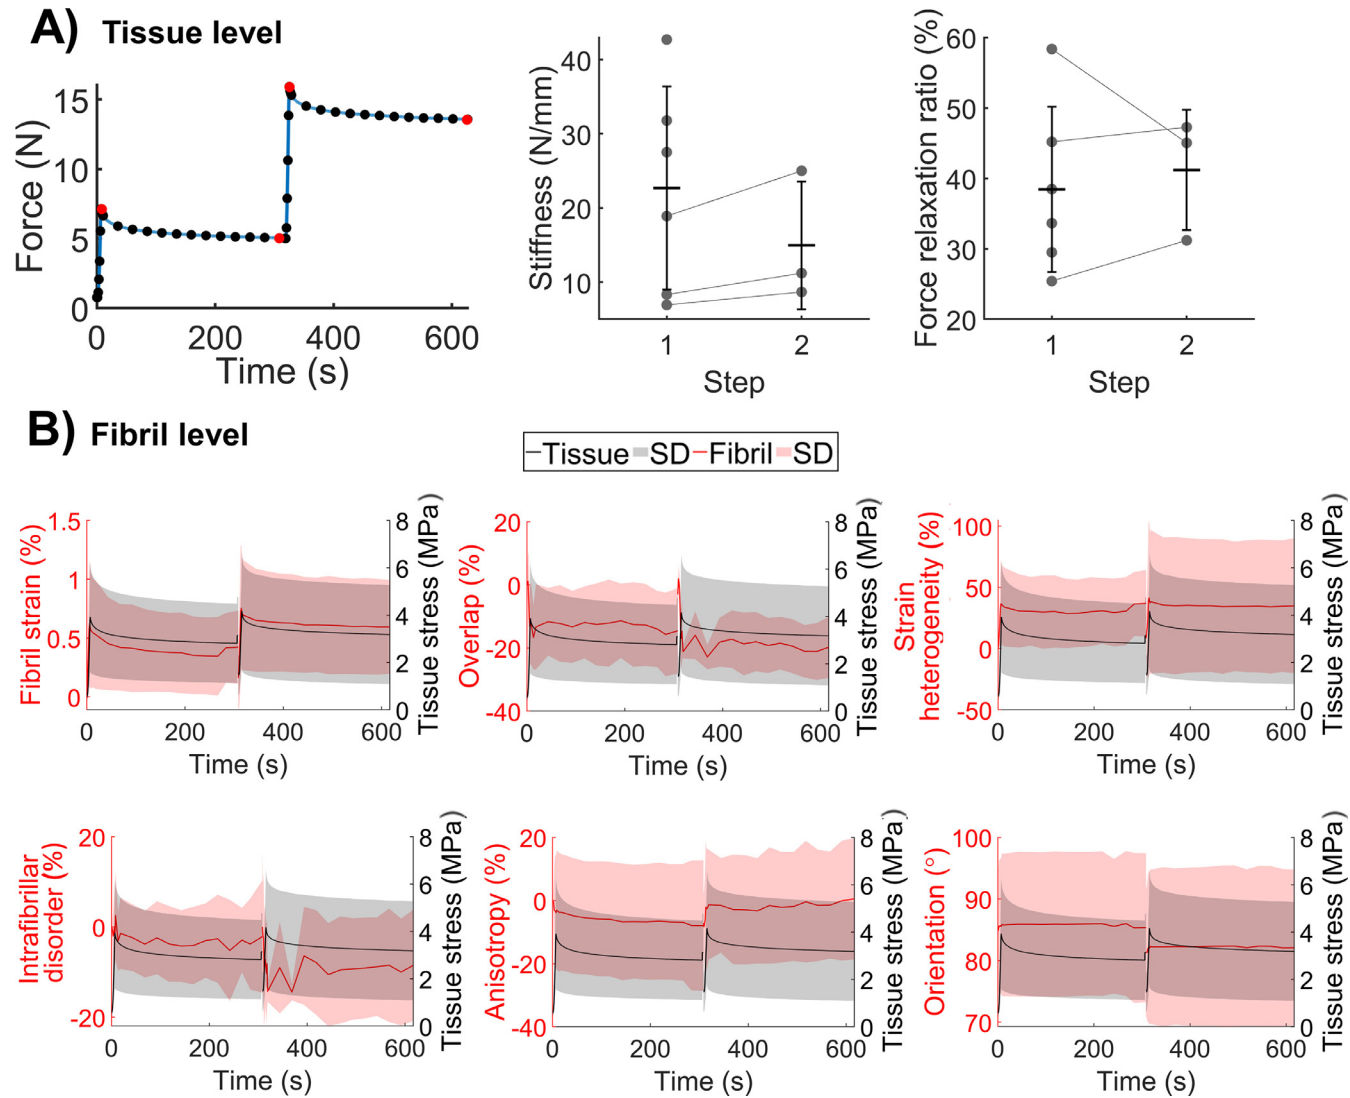 A) Tissue level
Force (N)
15
10
5
0
0 200 400 600
Time (s)
Stiffness (N/mm)
40
30
20
10
1 2
Step
Force relaxation ratio (%)
60
50
40
30
20
1 2
Step
B) Fibril level
Tissue SD Fibril SD
Fibril strain (%)
1.5
1
0.5
0
0 200 400 600
Time (s)
8
6
4
2
0
Tissue stress (MPa)
Overlap (%)
20
0
-20
-40
0 200 400 600
Time (s)
8
6
4
2
0
Tissue stress (MPa)
Strain
heterogeneity (%)
100
50
0
-50
0 200 400 600
Time (s)
8
6
4
2
0
Tissue stress (MPa)
Intrafibrillar
disorder (%)
20
0
-20
0 200 400 600
Time (s)
8
6
4
2
0
Tissue stress (MPa)
Anisotropy (%)
20
0
-20
-40
0 200 400 600
Time (s)
8
6
4
2
0
Tissue stress (MPa)
Orientation (°)
100
90
80
70
0 200 400 600
Time (s)
8
6
4
2
0
Tissue stress (MPa)